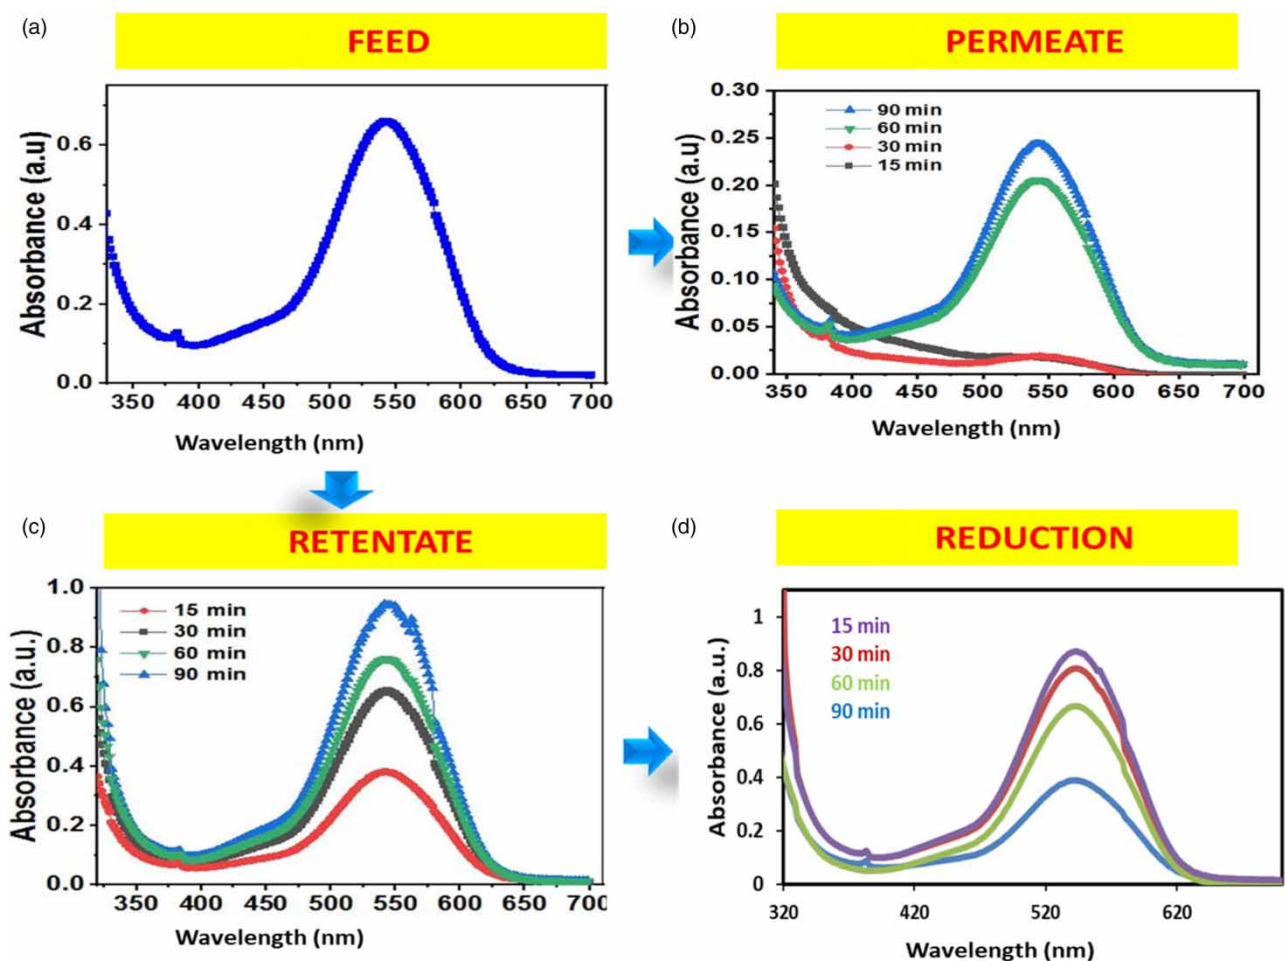 (a)
FEED
Absorbance (a.u)
0.6
0.4
0.2
0.0
350 400 450 500 550 600 650 700
Wavelength (nm)
(b)
PERMEATE
Absorbance (a.u)
0.30
0.25
0.20
0.15
0.10
0.05
0.00
90 min
60 min
30 min
15 min
350 400 450 500 550 600 650 700
Wavelength (nm)
(c)
RETENTATE
Absorbance (a.u.)
1.0
0.8
0.6
0.4
0.2
0.0
15 min
30 min
60 min
90 min
350 400 450 500 550 600 650 700
Wavelength (nm)
(d)
REDUCTION
Absorbance (a.u.)
1
0.8
0.6
0.4
0.2
0
15 min
30 min
60 min
90 min
320 420 520 620
Wavelength (nm)